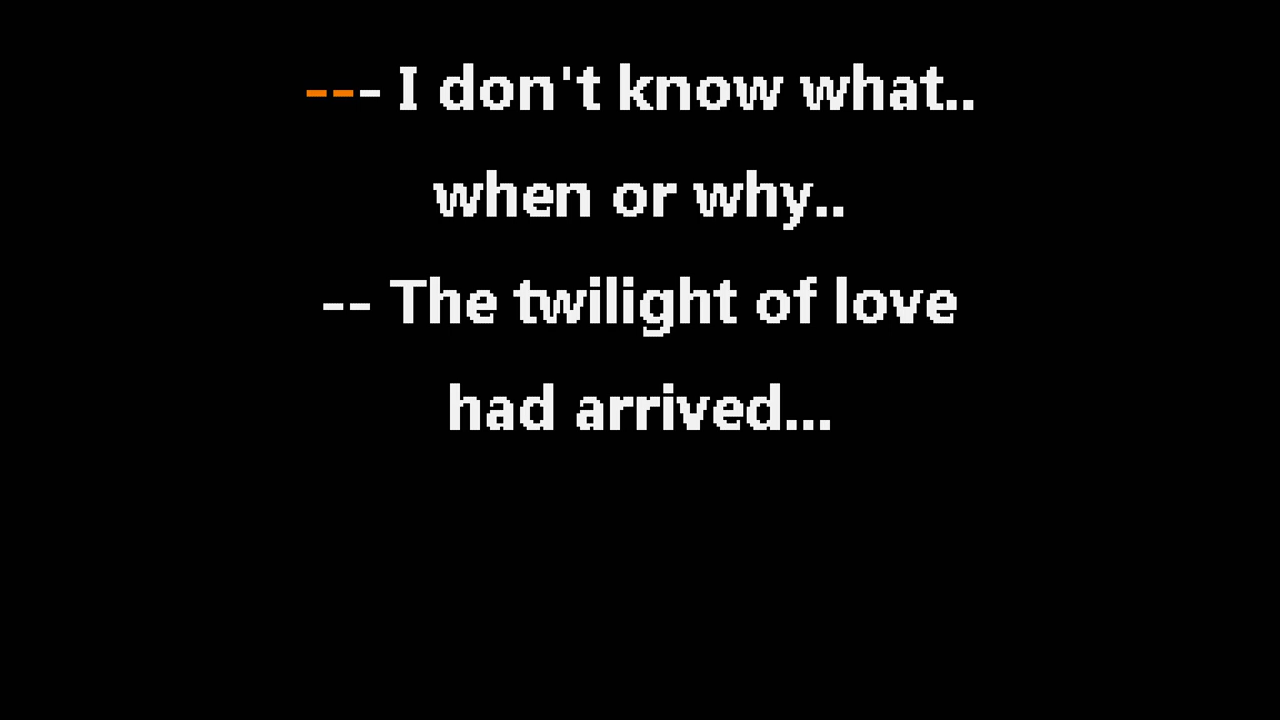 --- I don't know what..
when or why..
-- The twilight of love
had arrived...